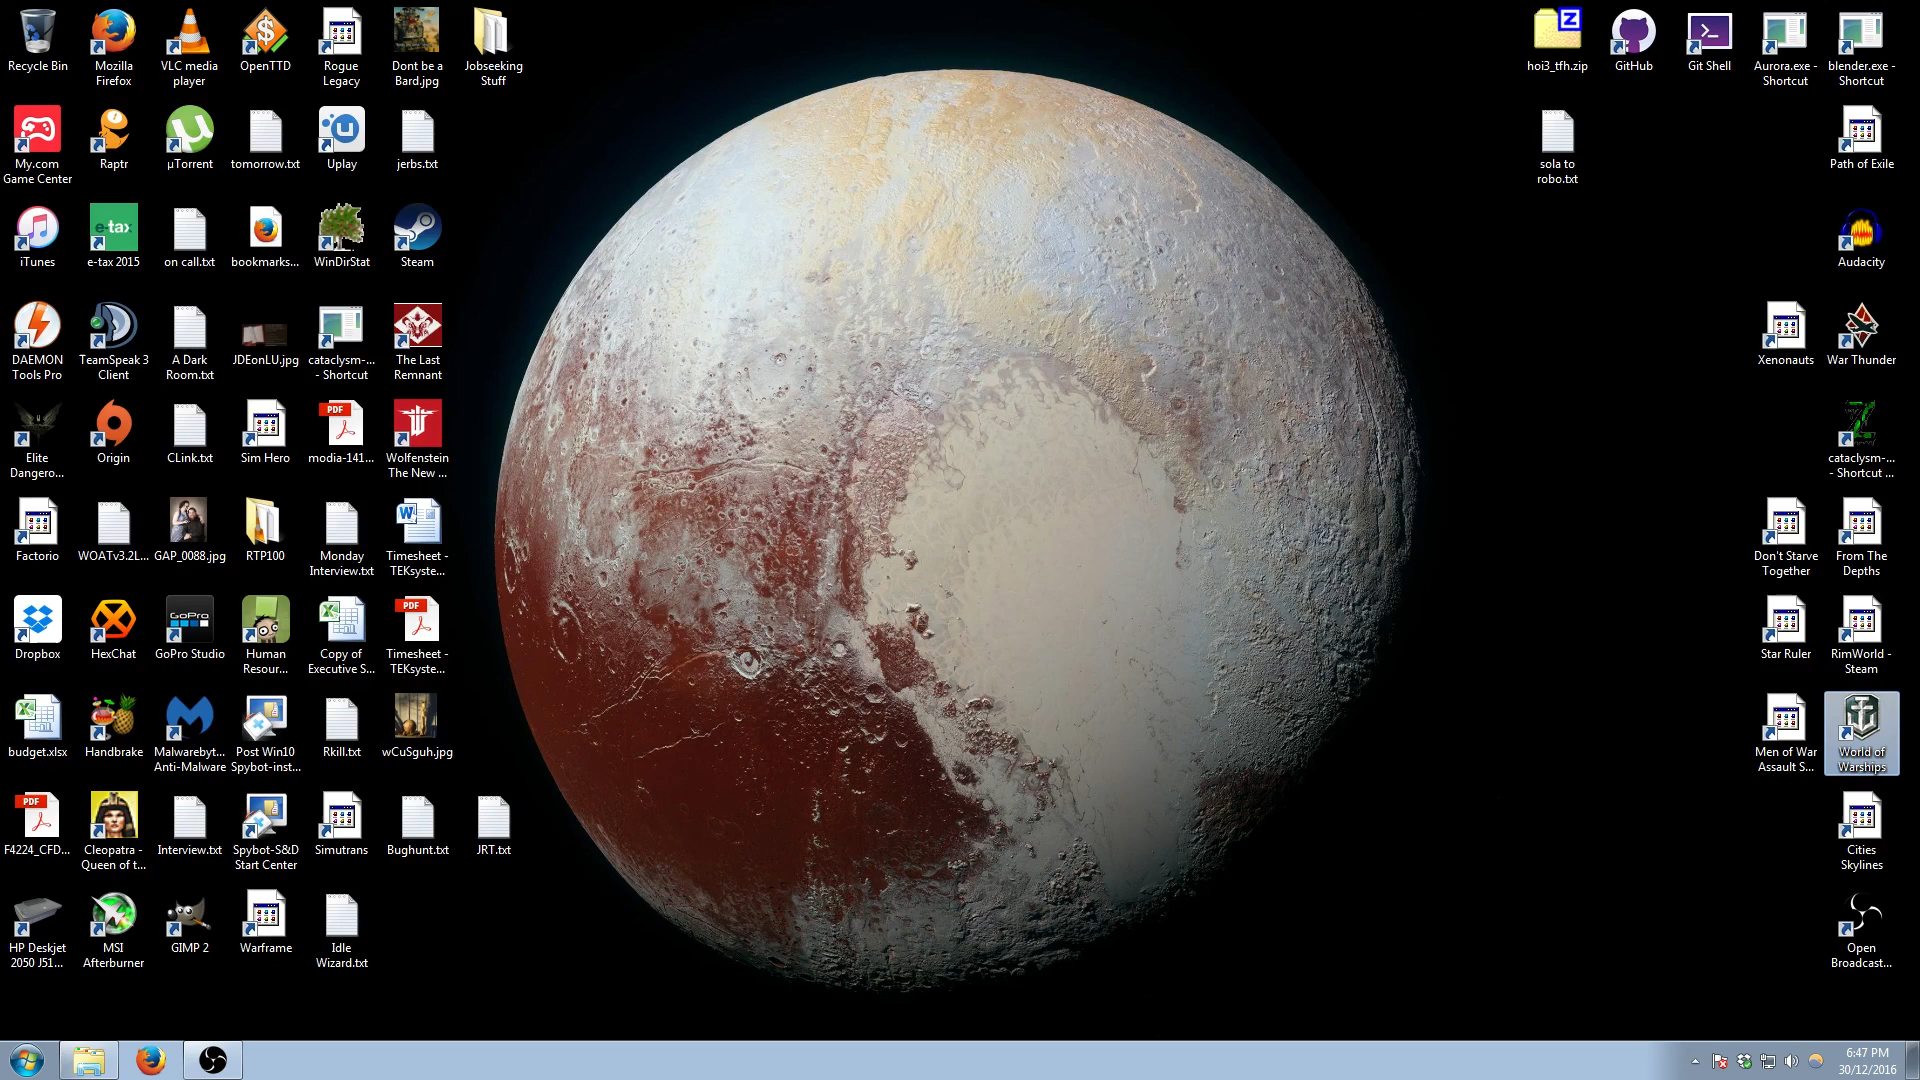 Recycle Bin
Mozilla
Firefox
VLC media
player
OpenTTD
Rogue
Legacy
Dont be a
Bard.jpg
Jobseeking
Stuff
hoi3_tfh.zip
GitHub
Git Shell
Aurora.exe -
Shortcut
blender.exe -
Shortcut
My.com
Game Center
Raptr
µTorrent
tomorrow.txt
Uplay
jerbs.txt
sola to
robo.txt
Path of Exile
iTunes
e-tax
e-tax 2015
on call.txt
bookmarks...
WinDirStat
Steam
Audacity
DAEMON
Tools Pro
TeamSpeak 3
Client
A Dark
Room.txt
JDEonLU.jpg
cataclysm-...
- Shortcut
The Last
Remnant
Xenonauts
War Thunder
Elite
Dangero...
Origin
CLink.txt
Sim Hero
PDF
modia-141...
Wolfenstein
The New ...
cataclysm-...
- Shortcut ...
Factorio
WOATv3.2L...
GAP_0088.jpg
RTP100
Monday
Interview.txt
Timesheet -
TEKsyste...
Don't Starve
Together
From The
Depths
Dropbox
HexChat
GoPro
GoPro Studio
Human
Resour...
Copy of
Executive S...
PDF
Timesheet -
TEKsyste...
Star Ruler
RimWorld -
Steam
budget.xlsx
Handbrake
Malwarebyt...
Anti-Malware
Post Win10
Spybot-inst...
Rkill.txt
wCuSguh.jpg
Men of War
Assault S...
World of
Warships
PDF
F4224_CFD...
Cleopatra -
Queen of t...
Interview.txt
Spybot-S&D
Start Center
Simutrans
Bughunt.txt
JRT.txt
Cities
Skylines
HP Deskjet
2050 J51...
MSI
Afterburner
GIMP 2
Warframe
Idle
Wizard.txt
Open
Broadcast...
6:47 PM
30/12/2016